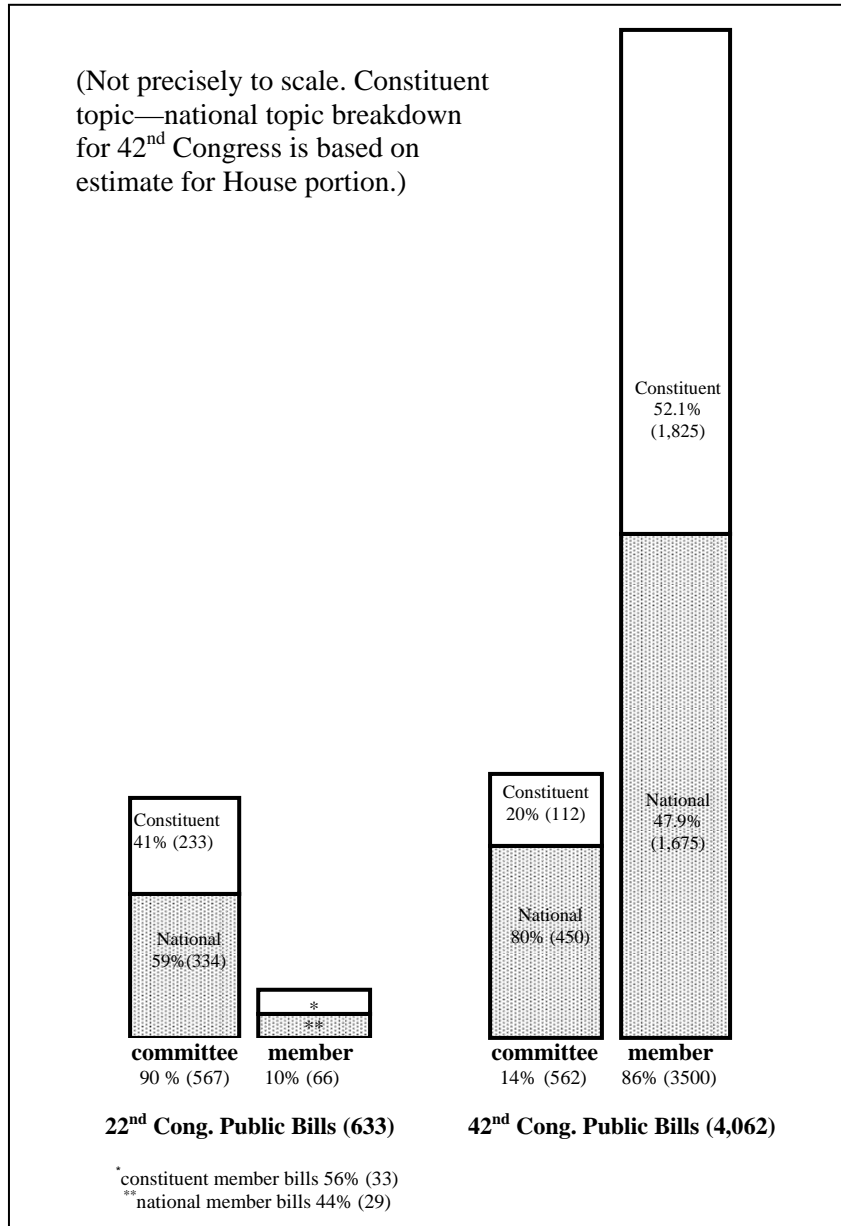 (Not precisely to scale. Constituent
topic—national topic breakdown
for 42nd Congress is based on
estimate for House portion.)
Constituent
52.1%
(1,825)
Constituent
41% (233)
National
59%(334)
*
**
Constituent
20% (112)
National
80% (450)
National
47.9%
(1,675)
committee
90 % (567)
member
10% (66)
committee
14% (562)
member
86% (3500)
22nd Cong. Public Bills (633)
42nd Cong. Public Bills (4,062)
*constituent member bills 56% (33)
**national member bills 44% (29)